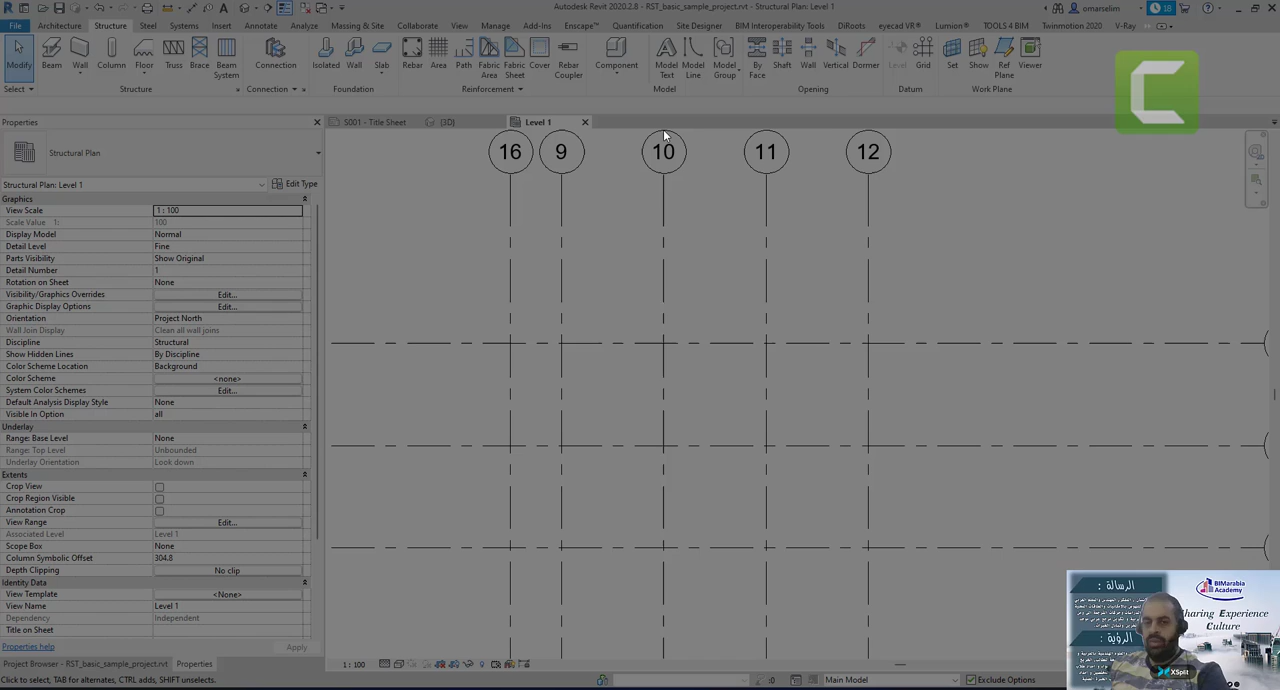 Autodesk Revit 2020.2.8 - RST_basic_sample_project.rvt - Structural Plan: Level 1
omarselim
18
File Architecture Structure Steel Systems Insert Annotate Analyze Massing & Site Collaborate View Manage Add-Ins Enscape™ Quantification Site Designer BIM Interoperability Tools DiRoots eyecad VR® Lumion® TOOLS 4 BIM Twinmotion 2020 V-Ray
Modify Beam Wall Column Floor Truss Brace Beam System Connection Isolated Wall Slab Rebar Area Path Fabric Area Fabric Sheet Cover Rebar Coupler Component Model Text Model Line Model Group By Face Shaft Wall Vertical Dormer Level Grid Set Show Ref Plane Viewer
Select Structure Connection Foundation Reinforcement Model Opening Datum Work Plane
Properties
S001 - Title Sheet {3D} Level 1
Structural Plan
Structural Plan: Level 1 Edit Type
Graphics
View Scale 1 : 100
Scale Value 1: 100
Display Model Normal
Detail Level Fine
Parts Visibility Show Original
Detail Number 1
Rotation on Sheet None
Visibility/Graphics Overrides Edit...
Graphic Display Options Edit...
Orientation Project North
Wall Join Display Clean all wall joins
Discipline Structural
Show Hidden Lines By Discipline
Color Scheme Location Background
Color Scheme <none>
System Color Schemes Edit...
Default Analysis Display Style None
Visible In Option all
Underlay
Range: Base Level None
Range: Top Level Unbounded
Underlay Orientation Look down
Extents
Crop View
Crop Region Visible
Annotation Crop
View Range Edit...
Associated Level Level 1
Scope Box None
Column Symbolic Offset 304.8
Depth Clipping No clip
Identity Data
View Template <None>
View Name Level 1
Dependency Independent
Title on Sheet
Properties help Apply
Project Browser - RST_basic_sample_project.rvt Properties
16 9 10 11 12
C
الرسالة :
الرؤية :
BIMarabia
Academy
Sharing Experience
Culture
XSplit
1 : 100
Click to select, TAB for alternates, CTRL adds, SHIFT unselects.
:0 Main Model Exclude Options